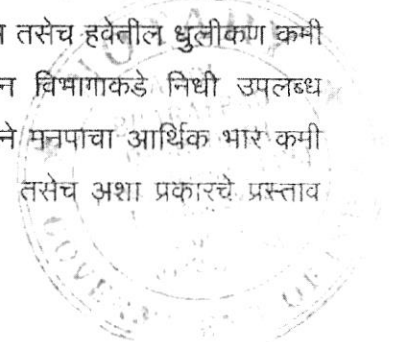 तसेच हवेतील धुलीकण कमी
विभागाकडे निधी उपलब्ध
ने मनपाचा आर्थिक भार कमी
तसेच अशा प्रकारचे प्रस्ताव